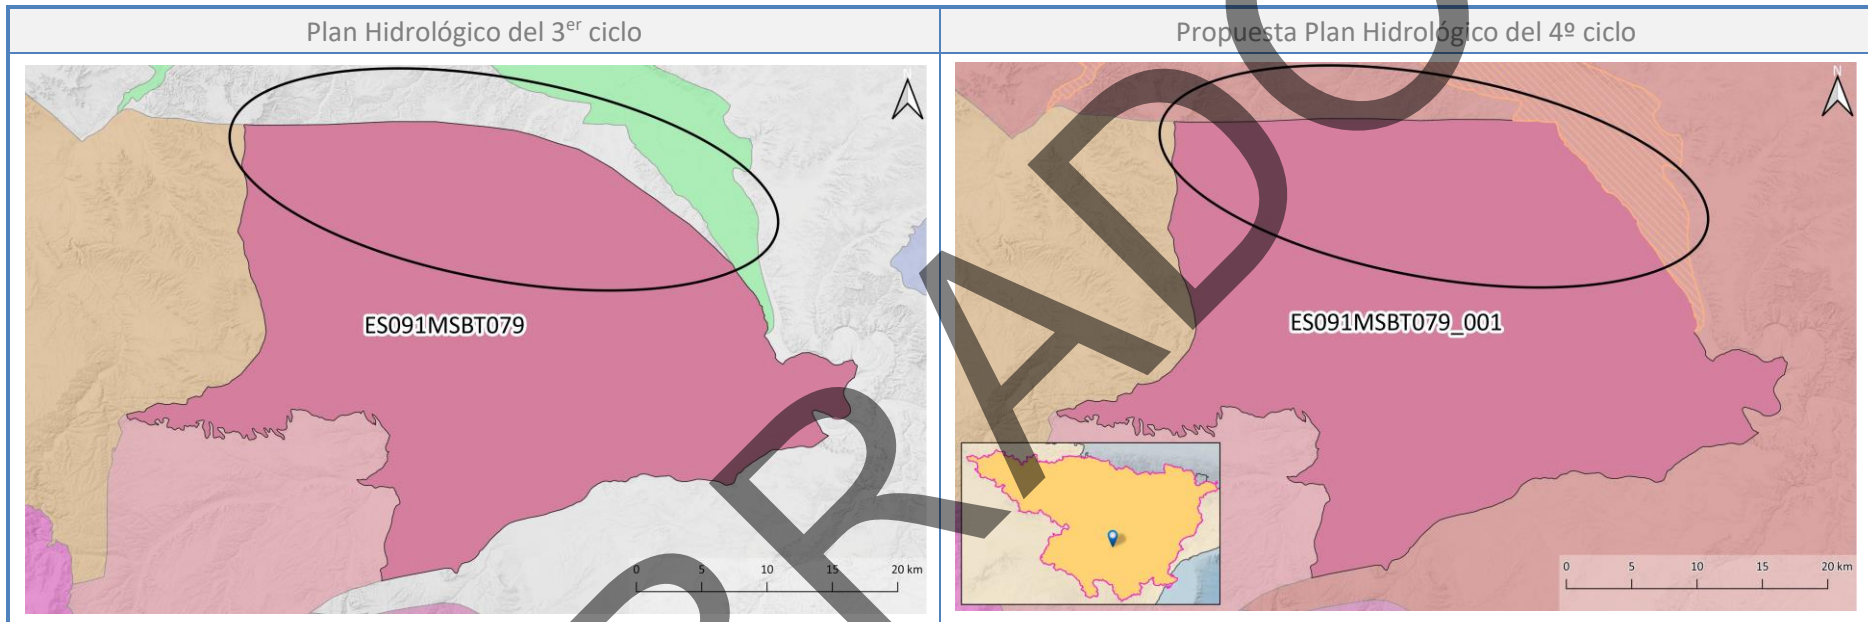 Plan Hidrológico del 3er ciclo
Propuesta Plan Hidrológico del 4º ciclo
N
N
ES091MSBT079
ES091MSBT079_001
0 5 10 15 20 km
0 5 10 15 20 km
RADO